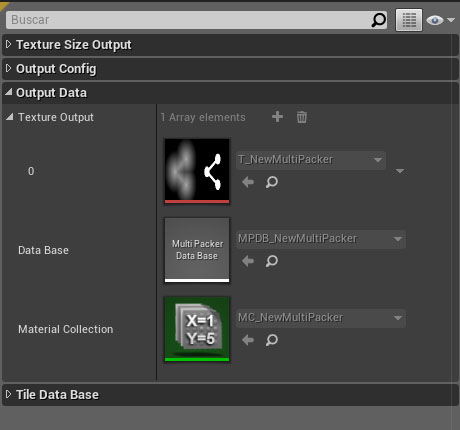 Buscar
Texture Size Output
Output Config
Output Data
Texture Output
1 Array elements
0
T_NewMultiPacker
Data Base
Multi Packer
Data Base
MPDB_NewMultiPacker
Material Collection
X=1
Y=5
MC_NewMultiPacker
Tile Data Base